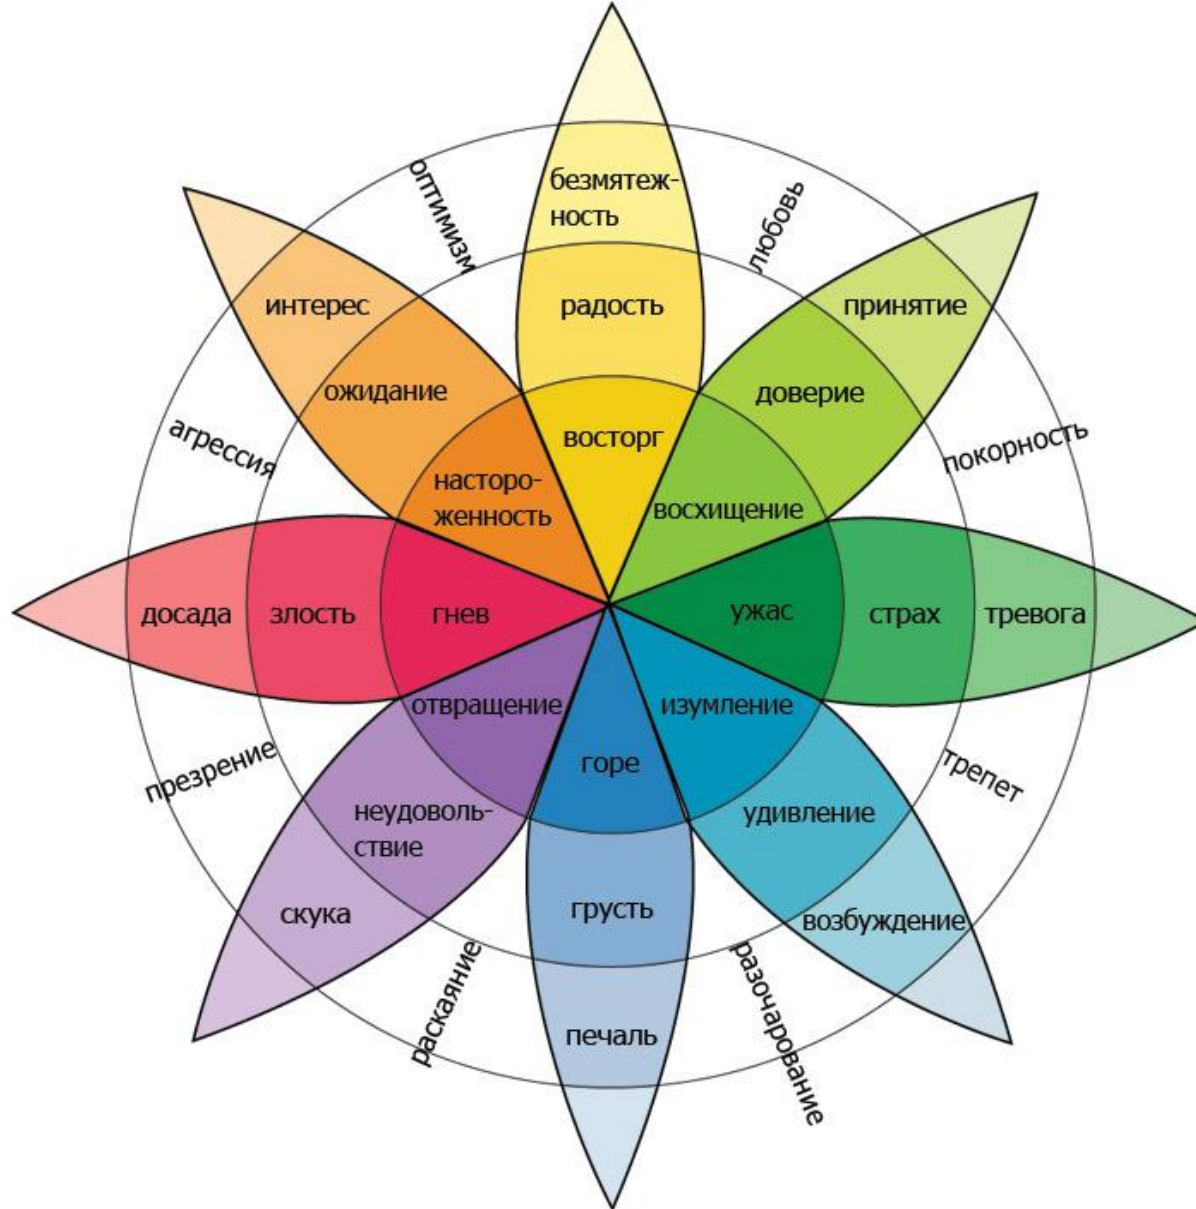 безмятеж-
ность
оптимизм
любовь
интерес
радость
принятие
ожидание
доверие
агрессия
восторг
покорность
насторо-
женность
восхищение
досада
злость
гнев
ужас
страх
тревога
отвращение
изумление
презрение
горе
трепет
неудоволь-
ствие
удивление
скука
грусть
возбуждение
раскаяние
разочарование
печаль